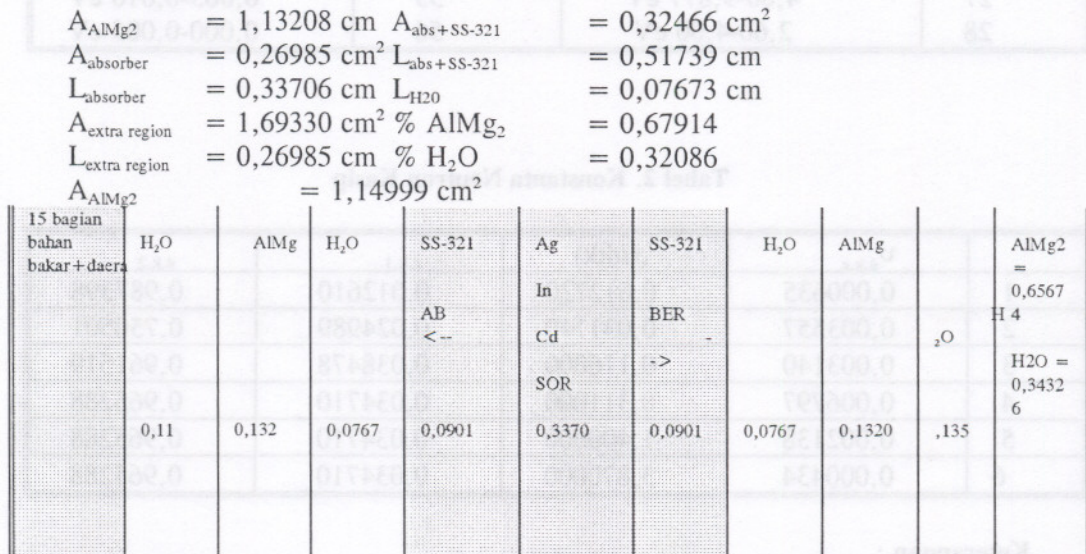 A_AlMg2 = 1,13208 cm A_abs+SS-321 = 0,32466 cm²
A_absorber = 0,26985 cm² L_abs+SS-321 = 0,51739 cm
L_absorber = 0,33706 cm L_H20 = 0,07673 cm
A_extra region = 1,69330 cm² % AlMg₂ = 0,67914
L_extra region = 0,26985 cm % H₂O = 0,32086
A_AlMg2 = 1,14999 cm²
15 bagian
bahan H₂O AlMg H₂O SS-321 Ag SS-321 H₂O AlMg AlMg2
bakar+daera =
In 0,6567
AB BER H 4
<-- Cd - ₂O
-> H2O =
SOR 0,3432
6
0,11 0,132 0,0767 0,0901 0,3370 0,0901 0,0767 0,1320 ,135